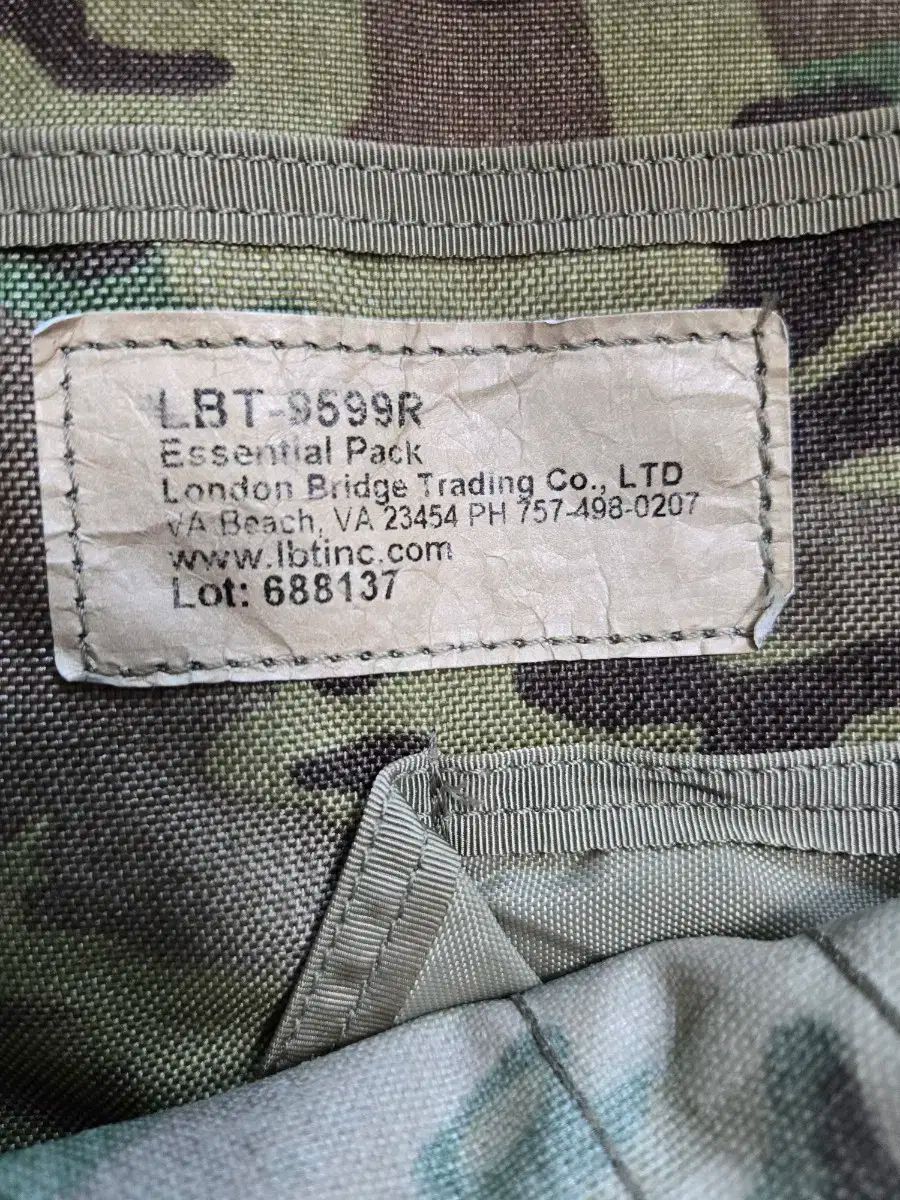 LBT-9599R
Essential Pack
London Bridge Trading Co., LTD
VA Beach, VA 23454 PH 757-498-0207
www.lbtinc.com
Lot: 688137